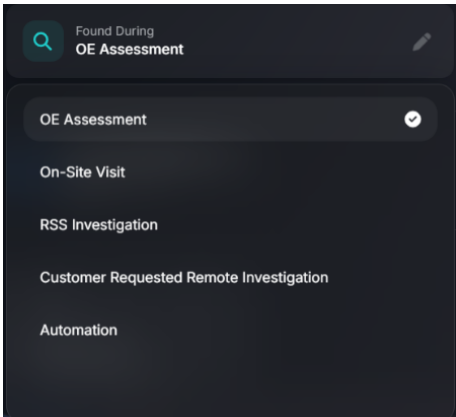 Found During
OE Assessment
OE Assessment
On-Site Visit
RSS Investigation
Customer Requested Remote Investigation
Automation